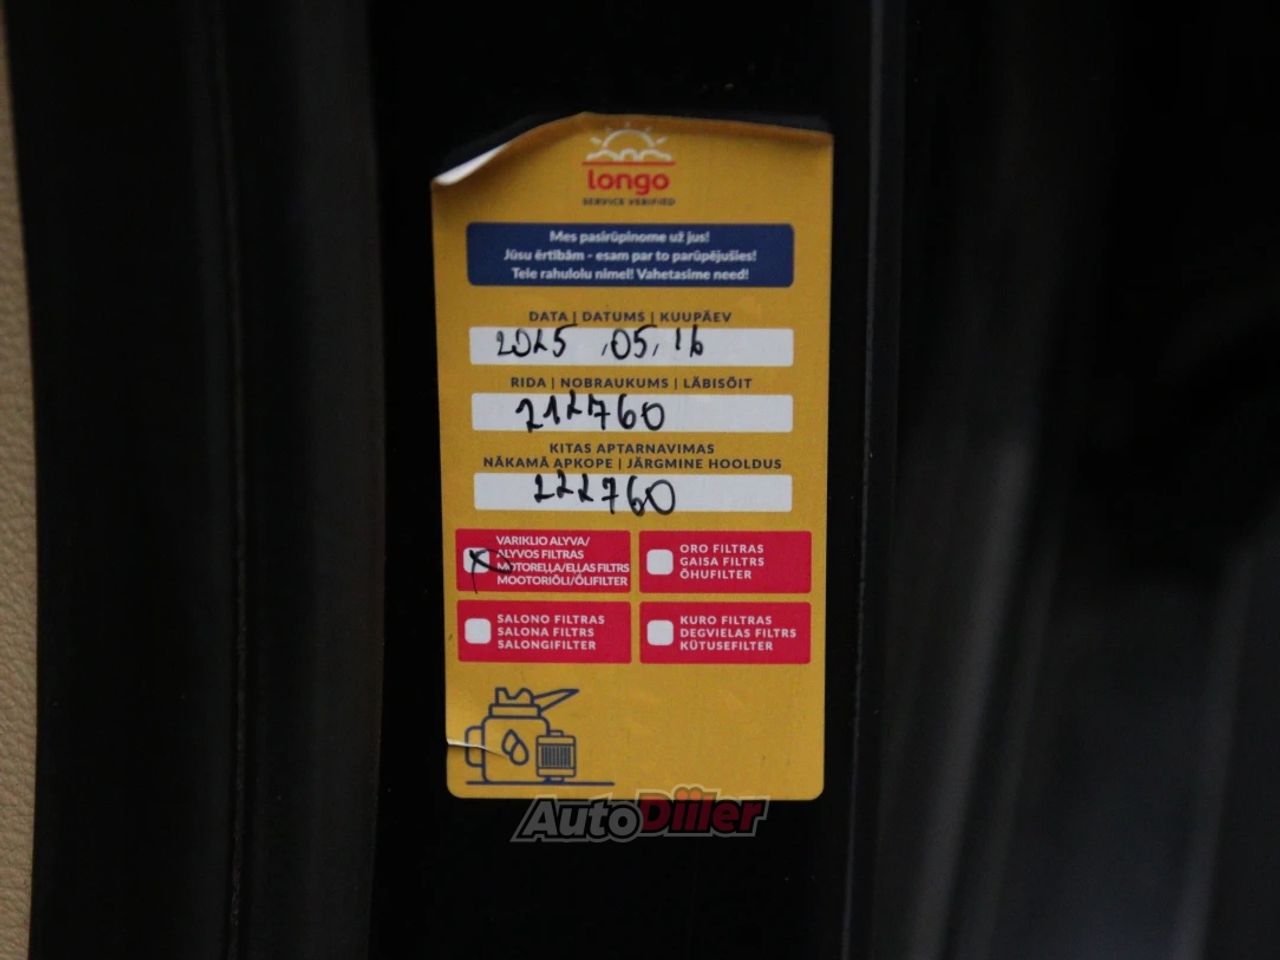 longo
SERVICE VERIFIED
Mes pasirūpinome už jus!
Jūsu ērtībām - esam par to parūpējušies!
Teie rahulolu nimel! Vahetasime need!
DATA | DATUMS | KUUPÄEV
2025.05.16
RIDA | NOBRAUKUMS | LÄBISÕIT
212760
KITAS APTARNAVIMAS
NĀKAMĀ APKOPE | JÄRGMINE HOOLDUS
222760
VARIKLIO ALYVA/
ALYVOS FILTRAS
MOTORELLA/ELLAS FILTRS
MOOTORIÕLI/ÕLIFILTER
ORO FILTRAS
GAISA FILTRS
ÕHUFILTER
SALONO FILTRAS
SALONA FILTRS
SALONGIFILTER
KURO FILTRAS
DEGVIELAS FILTRS
KÜTUSEFILTER
AutoDiiler